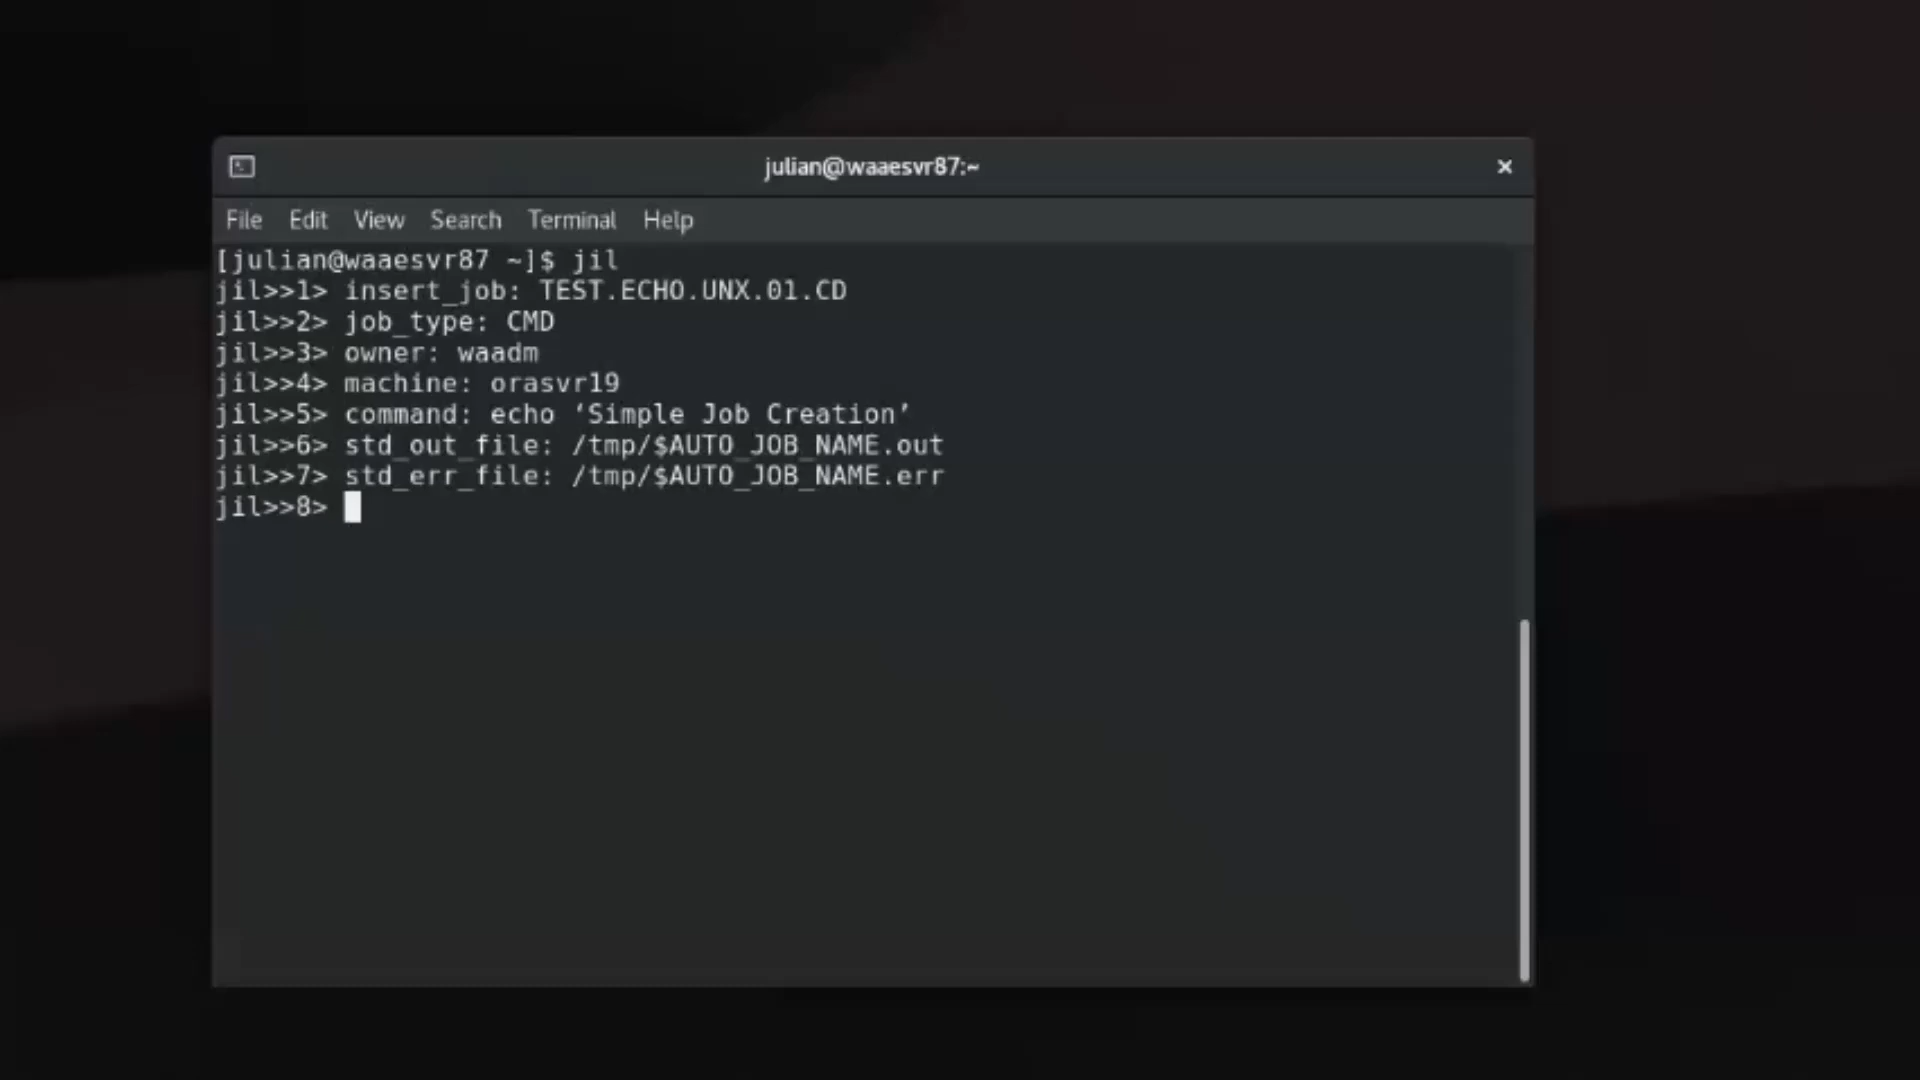 julian@waaesvr87:~
File Edit View Search Terminal Help
[julian@waaesvr87 ~]$ jil
jil>>1> insert_job: TEST.ECHO.UNX.01.CD
jil>>2> job_type: CMD
jil>>3> owner: waadm
jil>>4> machine: orasvr19
jil>>5> command: echo ‘Simple Job Creation’
jil>>6> std_out_file: /tmp/$AUTO_JOB_NAME.out
jil>>7> std_err_file: /tmp/$AUTO_JOB_NAME.err
jil>>8>